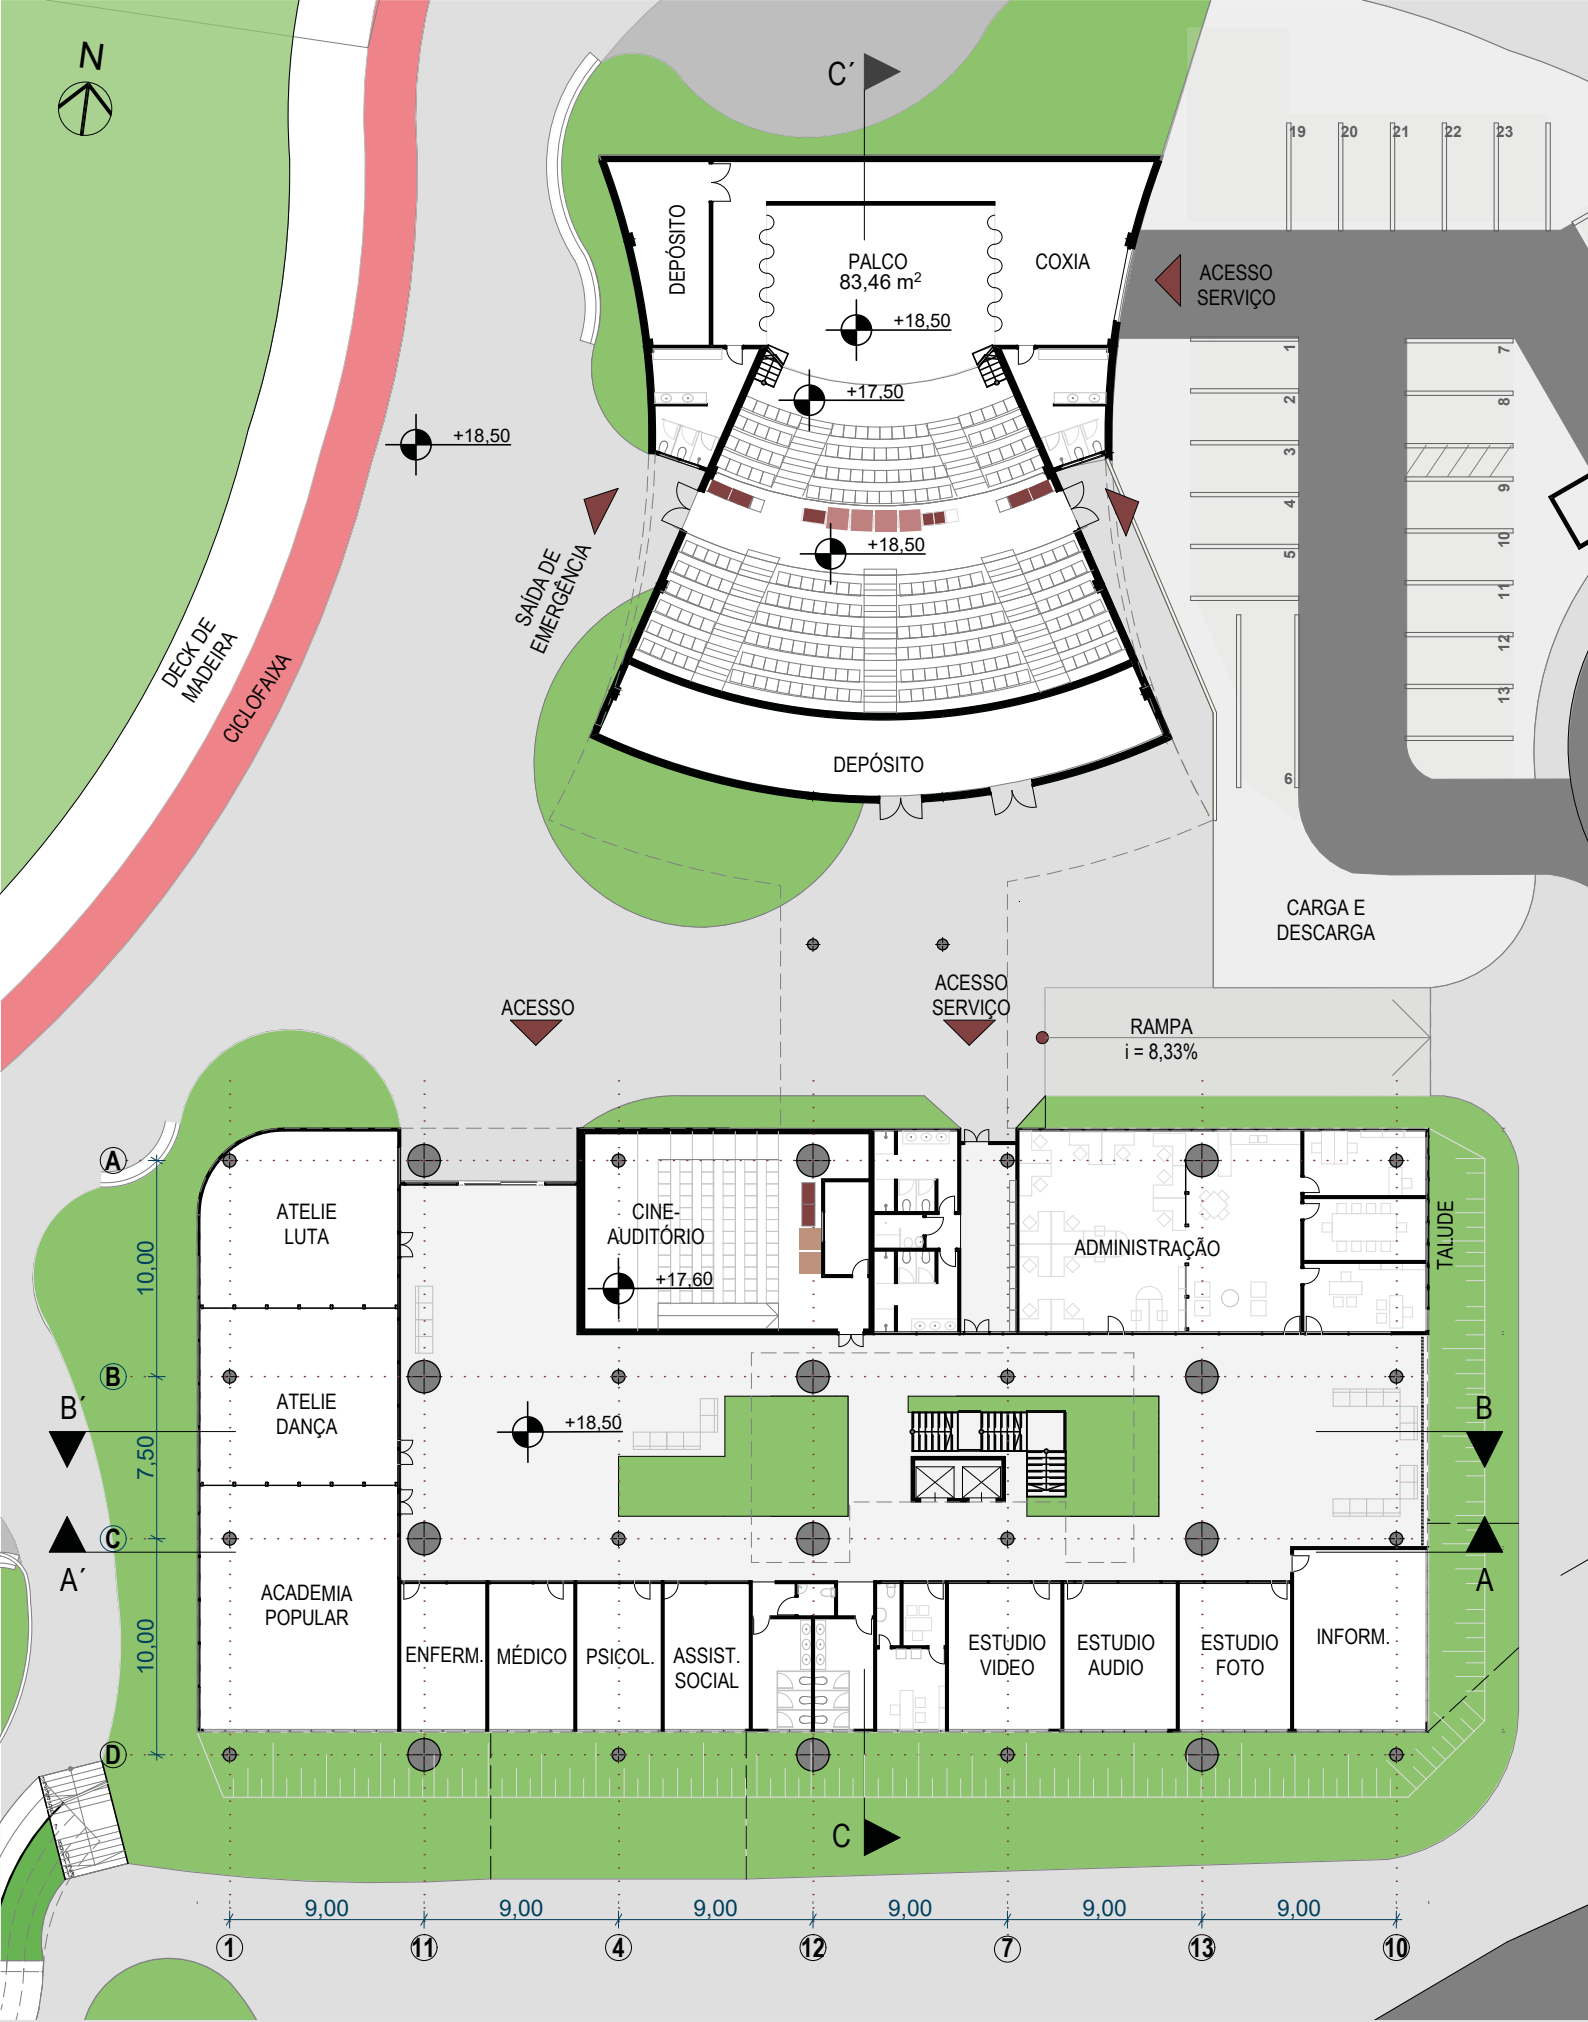 N
C´
19 20 21 22 23
DEPÓSITO
PALCO
83,46 m²
COXIA
ACESSO
SERVIÇO
+18,50
+17,50
+18,50
+18,50
1
2
3
4
5
6
7
8
9
10
11
12
13
SAÍDA DE
EMERGÊNCIA
DECK DE
MADEIRA
CICLOFAIXA
DEPÓSITO
CARGA E
DESCARGA
ACESSO
ACESSO
SERVIÇO
RAMPA
i = 8,33%
A
ATELIE
LUTA
CINE-
AUDITÓRIO
+17,60
ADMINISTRAÇÃO
TALUDE
10,00
B
ATELIE
DANÇA
+18,50
B´
B
7,50
C
A´
A
ACADEMIA
POPULAR
10,00
ENFERM.
MÉDICO
PSICOL.
ASSIST.
SOCIAL
ESTUDIO
VIDEO
ESTUDIO
AUDIO
ESTUDIO
FOTO
INFORM.
D
C
9,00 9,00 9,00 9,00 9,00 9,00
1 11 4 12 7 13 10